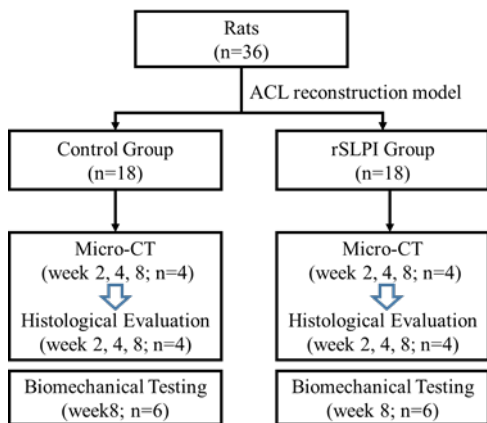 Rats
(n=36)
ACL reconstruction model
Control Group
(n=18)
rSLPI Group
(n=18)
Micro-CT
(week 2, 4, 8; n=4)
Histological Evaluation
(week 2, 4, 8; n=4)
Micro-CT
(week 2, 4, 8; n=4)
Histological Evaluation
(week 2, 4, 8; n=4)
Biomechanical Testing
(week8; n=6)
Biomechanical Testing
(week 8; n=6)